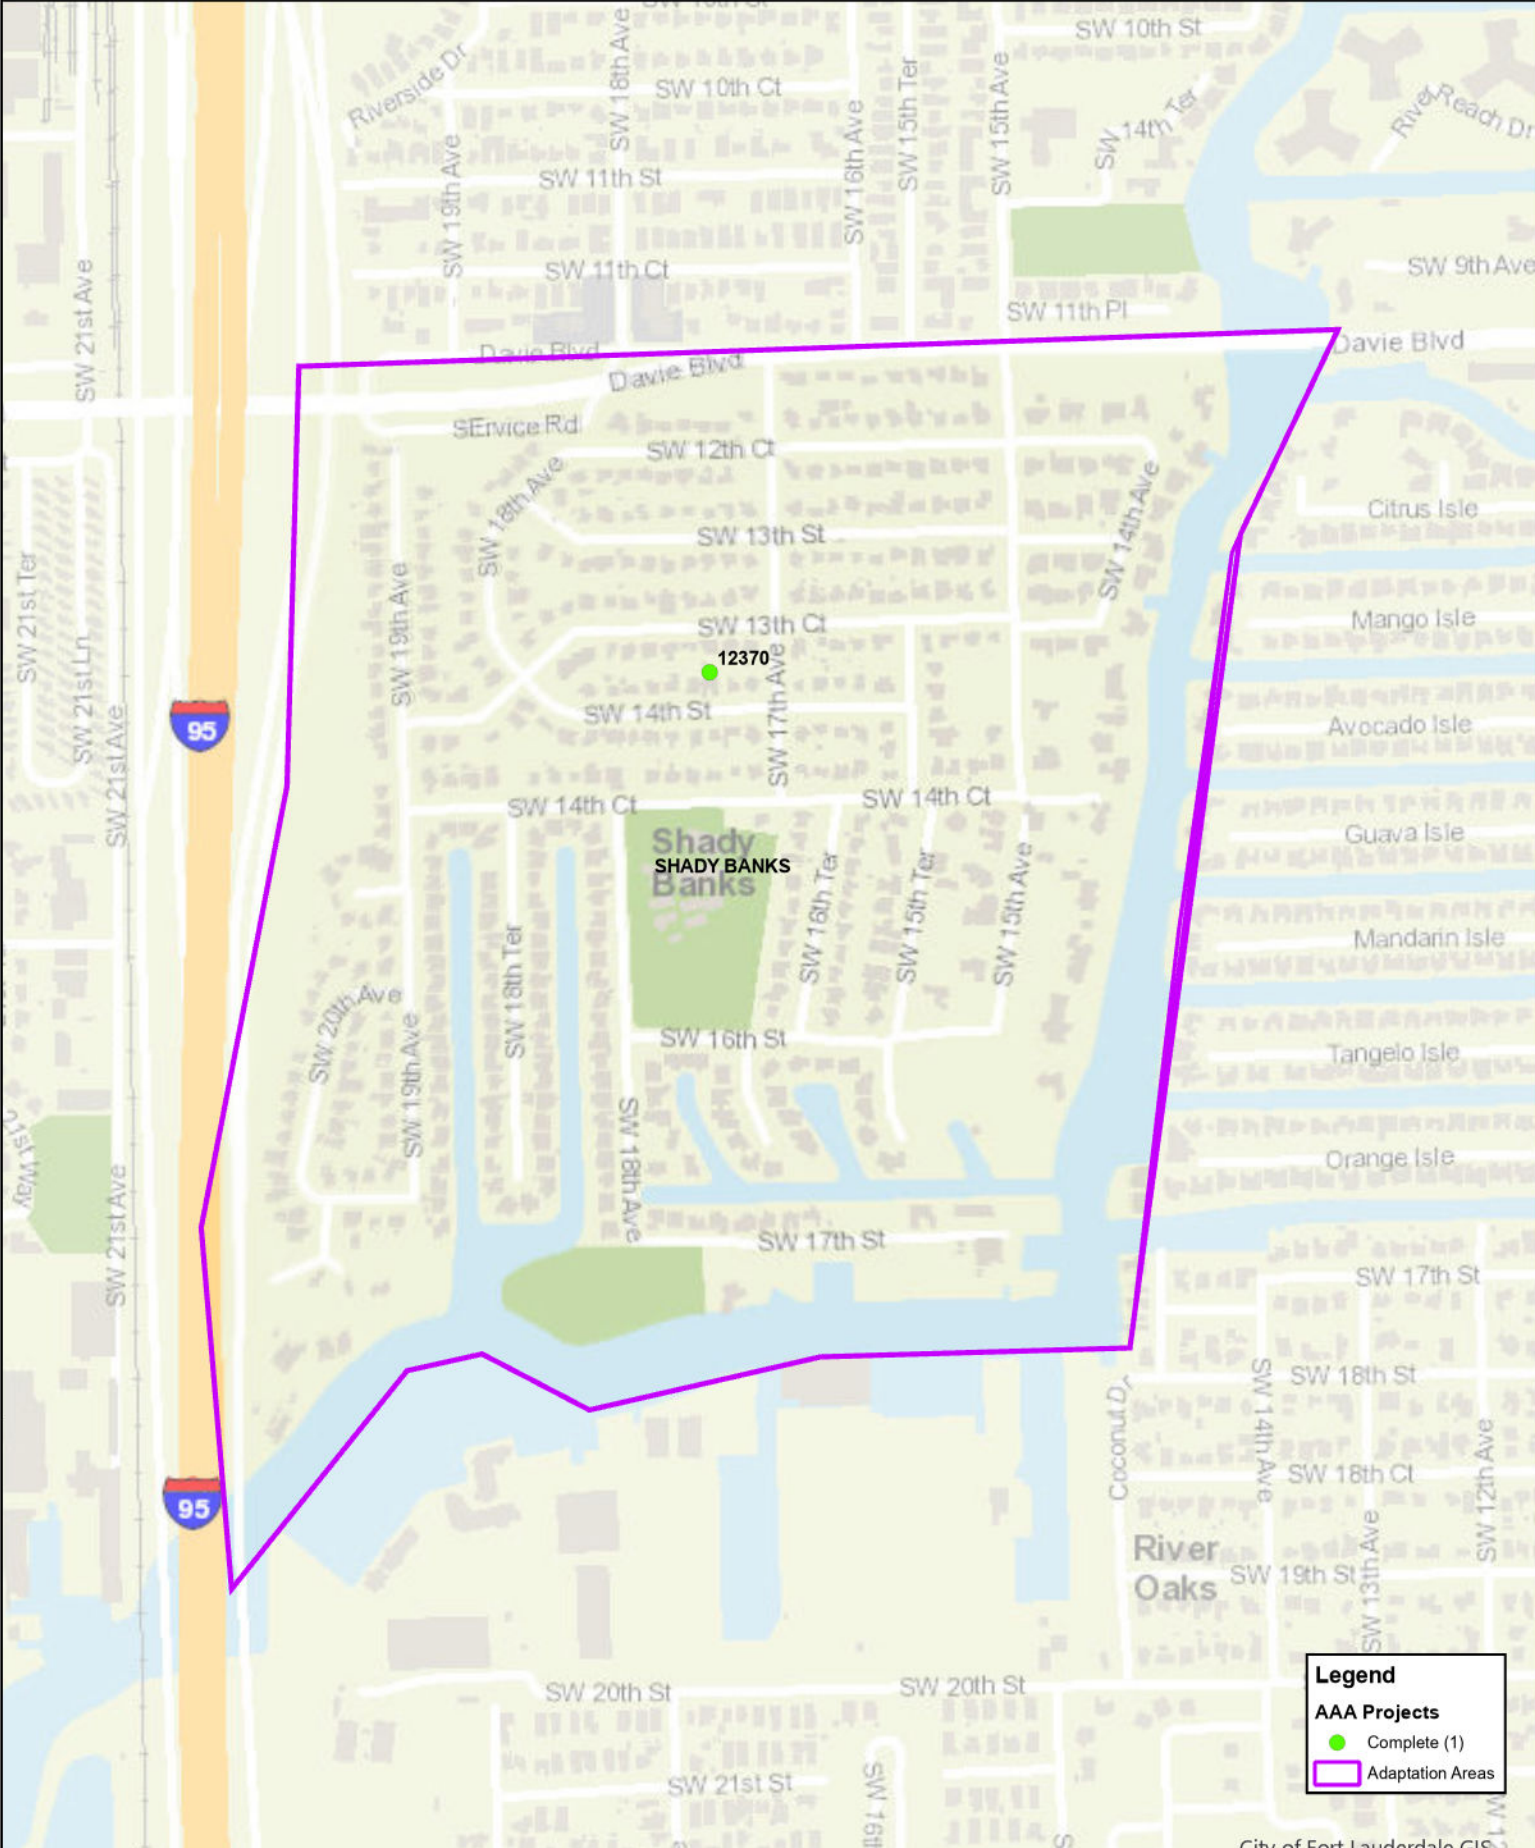 SW 10th St
Riverside Dr
SW 18th Ave
SW 10th Ct
SW 15th Ter
SW 15th Ave
SW 14th Ter
River Reach Dr
SW 19th Ave
SW 11th St
SW 16th Ave
SW 11th Ct
SW 9th Ave
SW 21st Ave
SW 11th Pl
Davie Blvd
Davie Blvd
Davie Blvd
SErvice Rd
SW 12th Ct
SW 18th Ave
SW 14th Ave
Citrus Isle
SW 13th St
SW 21st Ter
SW 21st Ln
SW 19th Ave
SW 13th Ct
Mango Isle
12370
SW 14th St
SW 17th Ave
Avocado Isle
95
SW 21st Ave
SW 14th Ct
SW 14th Ct
Guava Isle
Shady
Banks
SHADY BANKS
SW 16th Ter
SW 15th Ter
SW 15th Ave
Mandarin Isle
SW 18th Ter
SW 20th Ave
SW 19th Ave
SW 16th St
Tangelo Isle
21st Way
SW 18th Ave
Orange Isle
SW 21st Ave
SW 17th St
SW 17th St
SW 18th St
Coconut Dr
SW 14th Ave
SW 18th Ct
SW 12th Ave
95
River
Oaks
SW 19th St
SW 13th Ave
SW 20th St
SW 20th St
SW 21st St
SW 16th
Legend
AAA Projects
Complete (1)
Adaptation Areas
City of Fort Lauderdale GIS